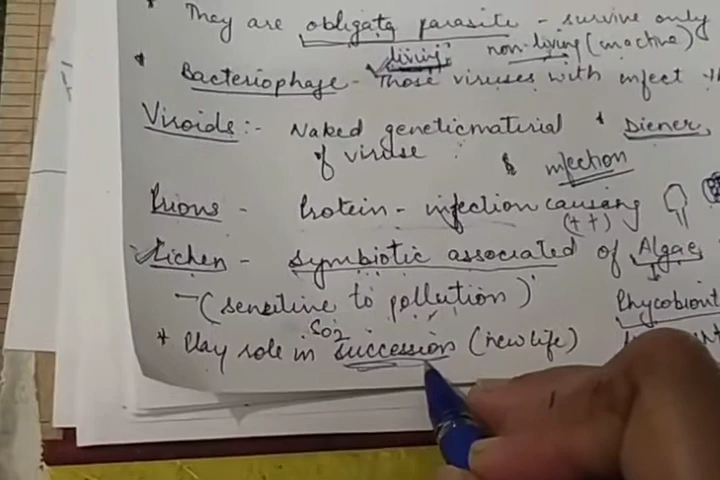 * They are obligate parasite - survive only
living: non-living (inactive)
* Bacteriophage - Those viruses with infect
Viroids :- Naked genetic material * Diener,
of viruse infection
Prions - Protein - infection causing
(++)
Lichen - symbiotic associated of Algae
- (sensitive to pollution) Phycobiont
SO2
* Play role in succession (new life)